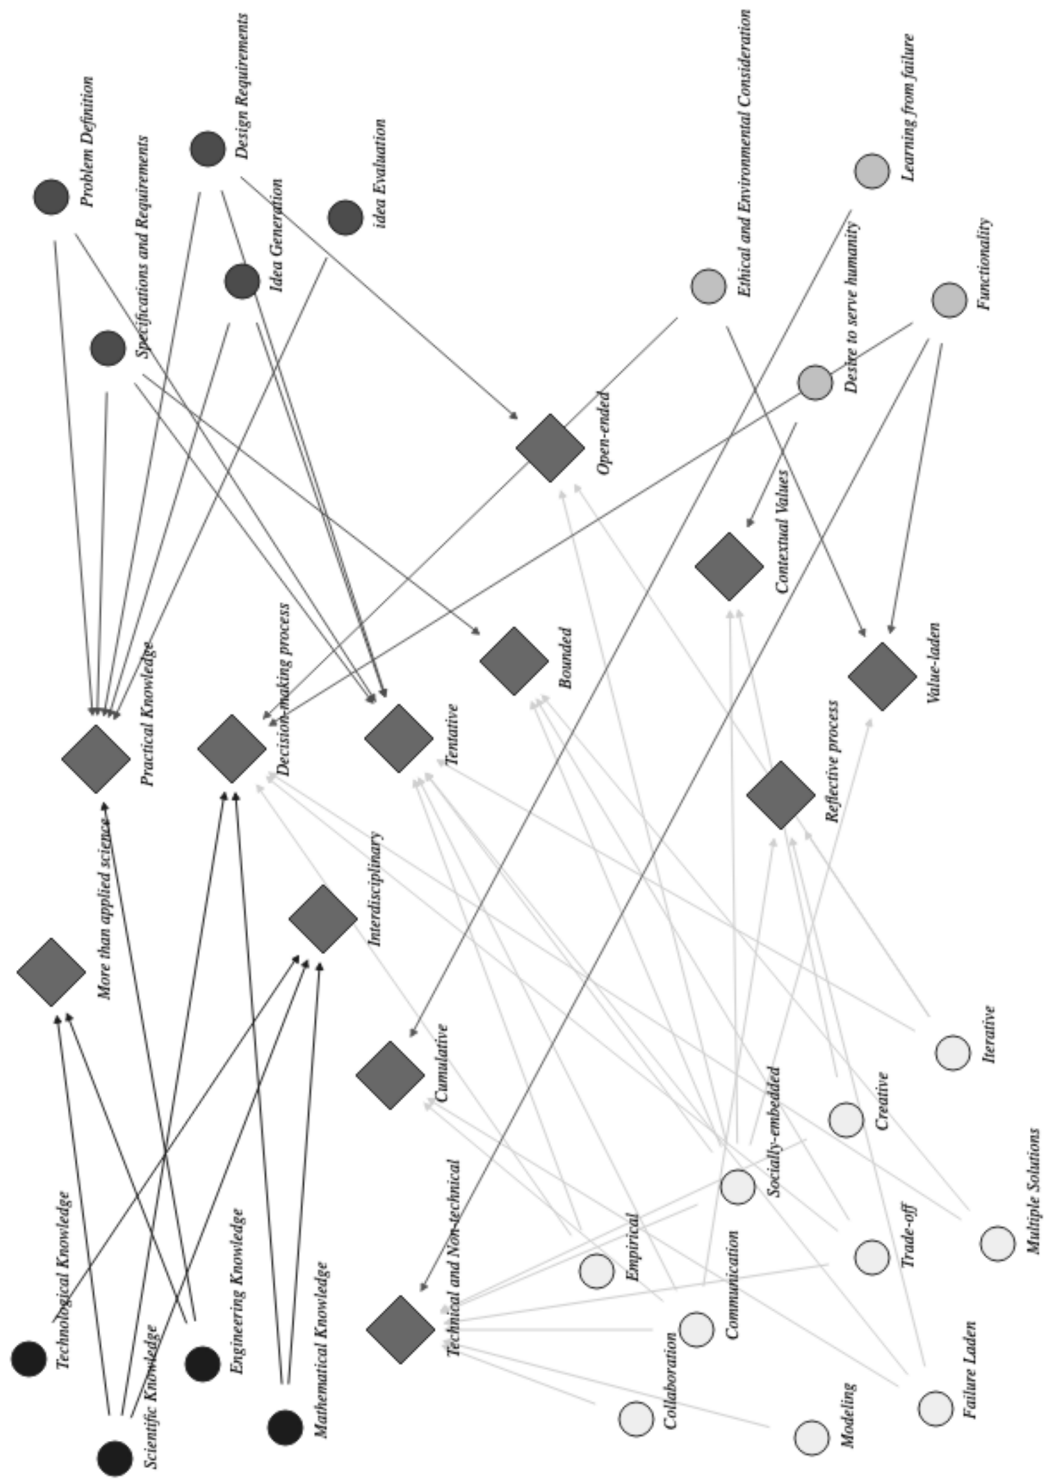 Problem Definition
Specifications and Requirements
Design Requirements
Idea Generation
idea Evaluation
Ethical and Environmental Consideration
Learning from failure
Desire to serve humanity
Functionality
Open-ended
Contextual Values
Bounded
Value-laden
Practical Knowledge
Decision-making process
Tentative
Reflective process
More than applied science
Interdisciplinary
Cumulative
Technical and Non-technical
Iterative
Creative
Socially-embedded
Multiple Solutions
Trade-off
Empirical
Communication
Collaboration
Modeling
Failure Laden
Technological Knowledge
Scientific Knowledge
Engineering Knowledge
Mathematical Knowledge